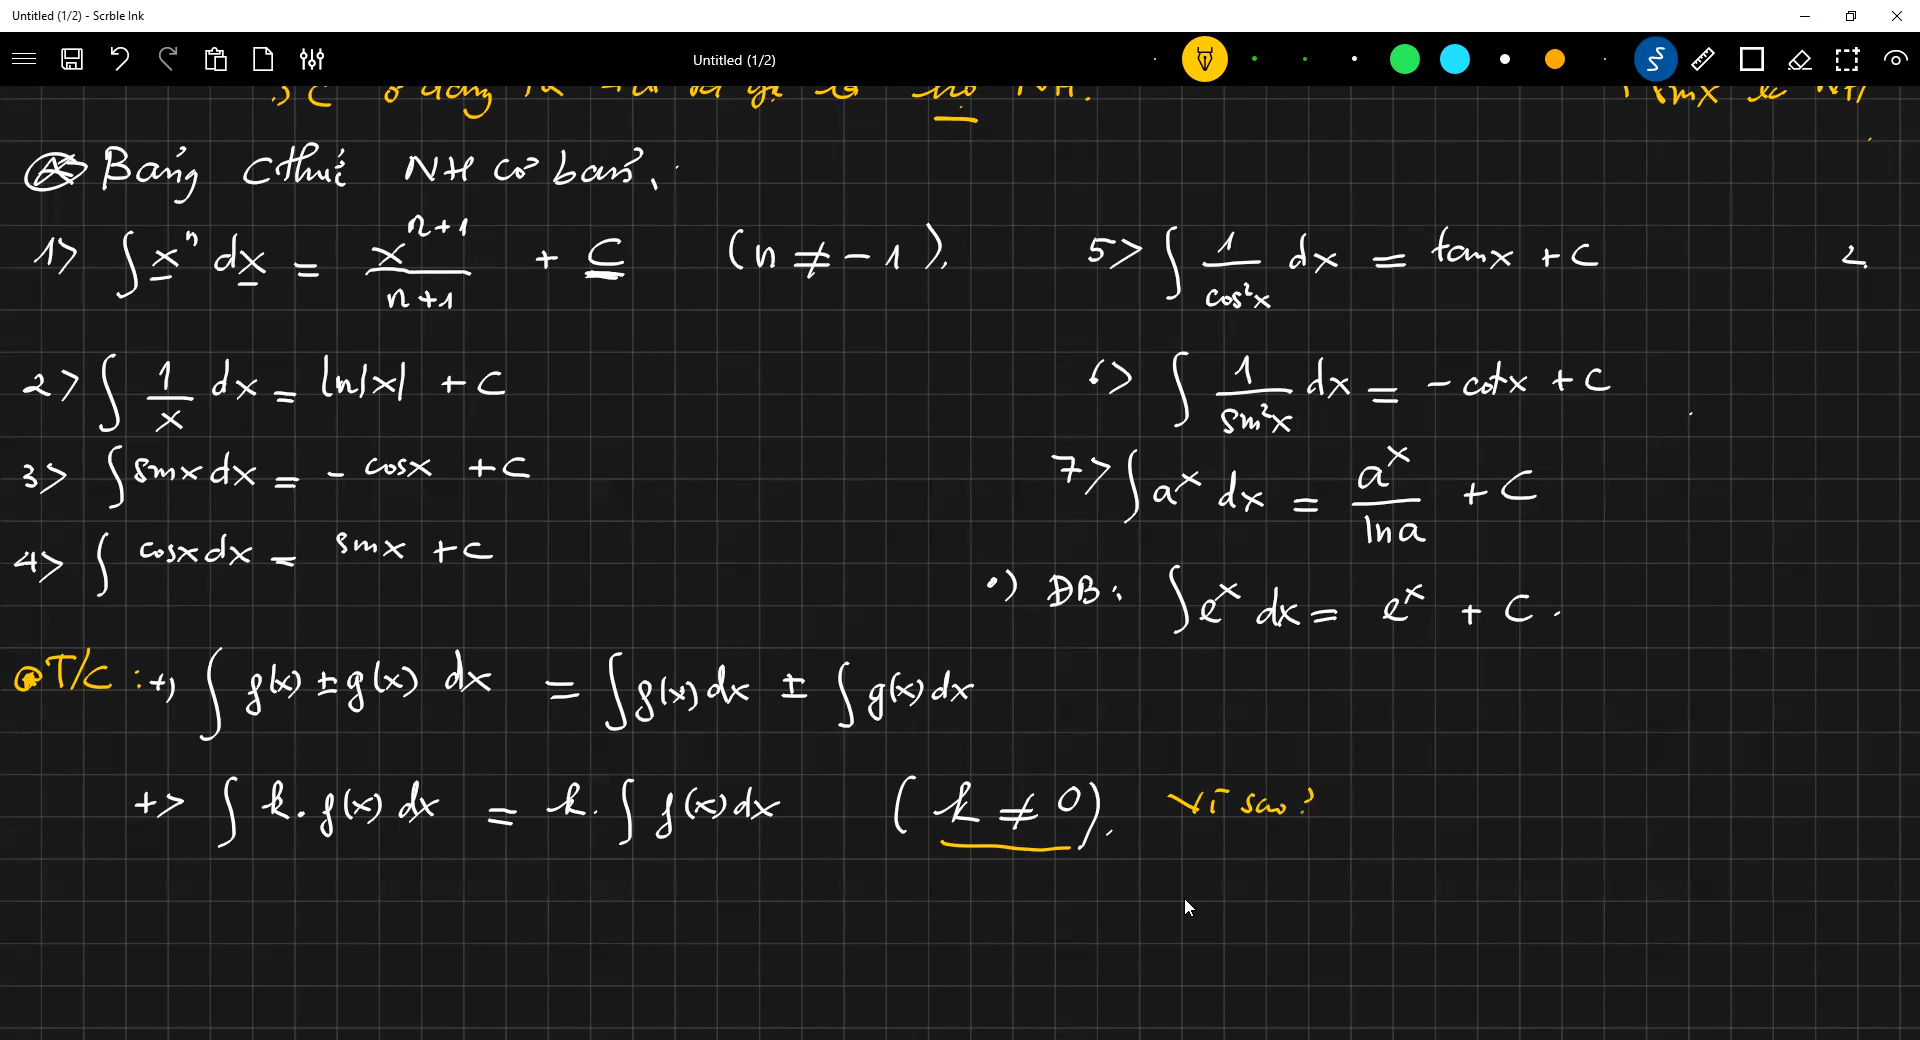 Untitled (1/2) - Scrble Ink
Untitled (1/2)
là NH.
⊛ Bảng Cthức NH cơ bản.
1> ∫ xⁿ dx = xⁿ⁺¹/(n+1) + C (n ≠ -1).
2> ∫ 1/x dx = ln|x| + C
3> ∫ sinx dx = - cosx + C
4> ∫ cosx dx = sinx + C
5> ∫ 1/cos²x dx = tanx + C
6> ∫ 1/sin²x dx = - cotx + C
7> ∫ aˣ dx = aˣ/ln a + C
•) ĐB: ∫ eˣ dx = eˣ + C.
T/C: +) ∫ f(x) ± g(x) dx = ∫ f(x) dx ± ∫ g(x) dx
+> ∫ k.f(x) dx = k. ∫ f(x) dx (k ≠ 0). Vì sao?